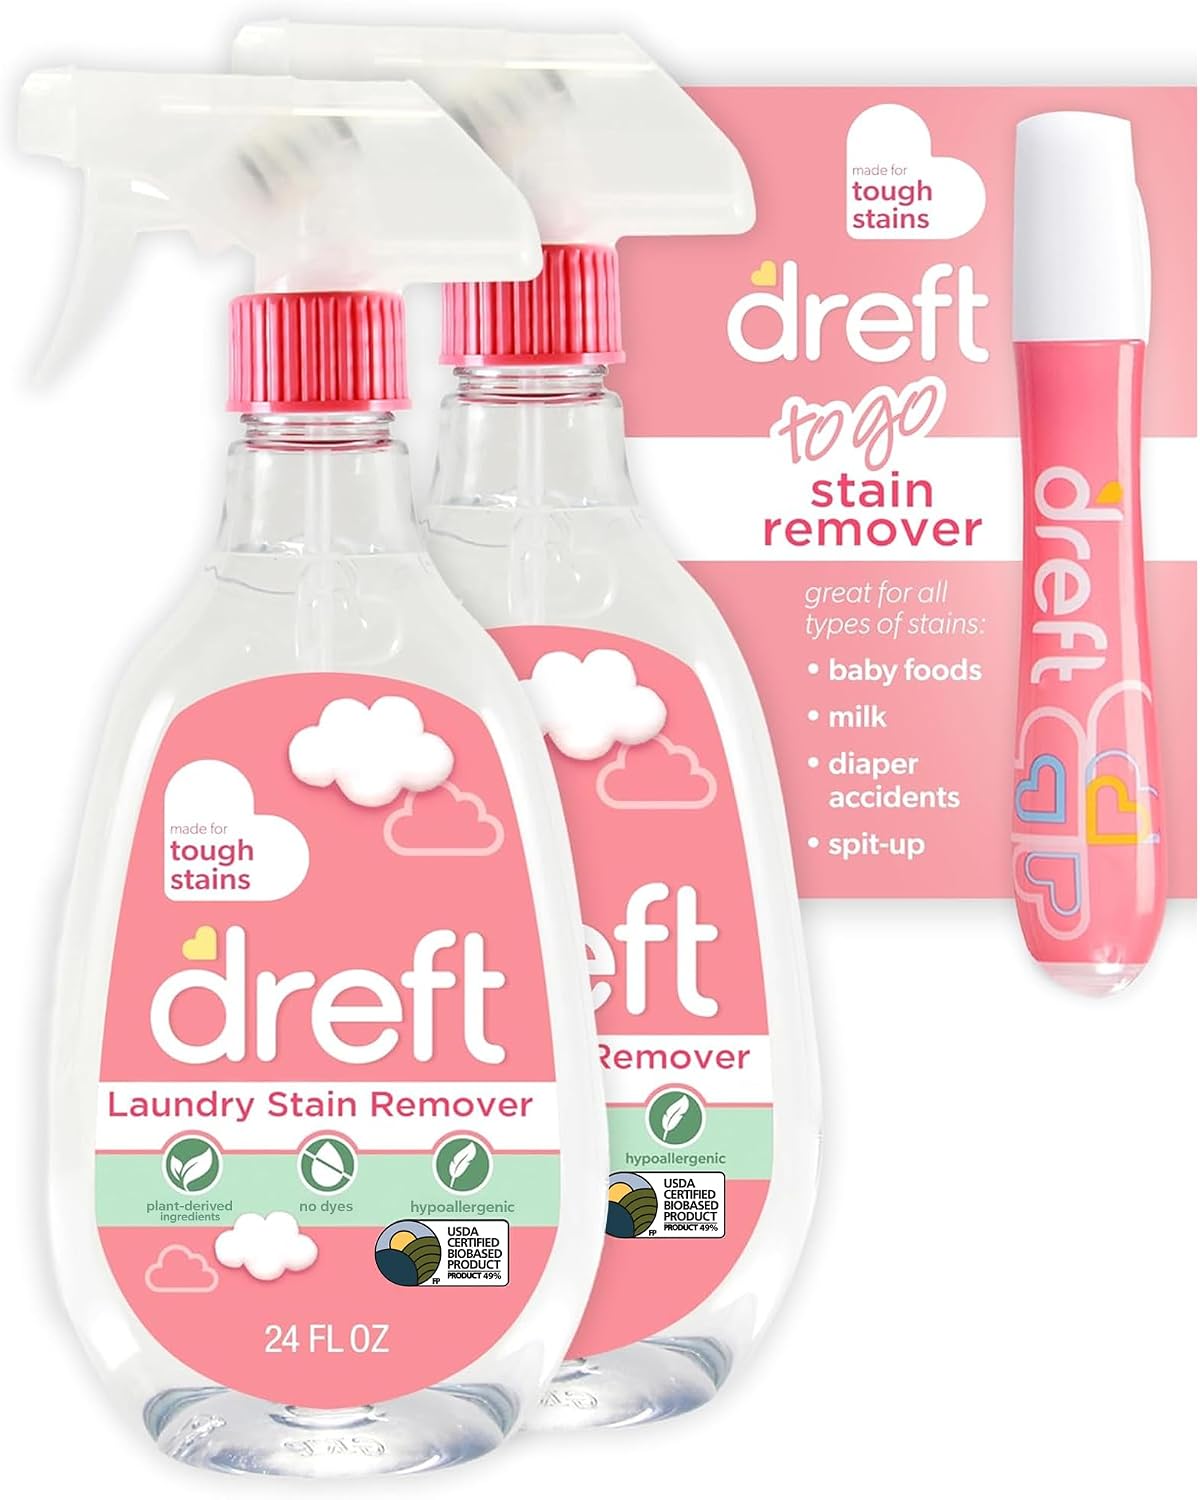 made for
tough
stains
dreft
to go
stain
remover
great for all
types of stains:
• baby foods
• milk
• diaper
accidents
• spit-up
dreft
made for
tough
stains
dreft
Laundry Stain Remover
plant-derived
ingredients
no dyes
hypoallergenic
USDA
CERTIFIED
BIOBASED
PRODUCT
PRODUCT 49%
FP
24 FL OZ
eft
Remover
hypoallergenic
USDA
CERTIFIED
BIOBASED
PRODUCT
PRODUCT 49%
FP